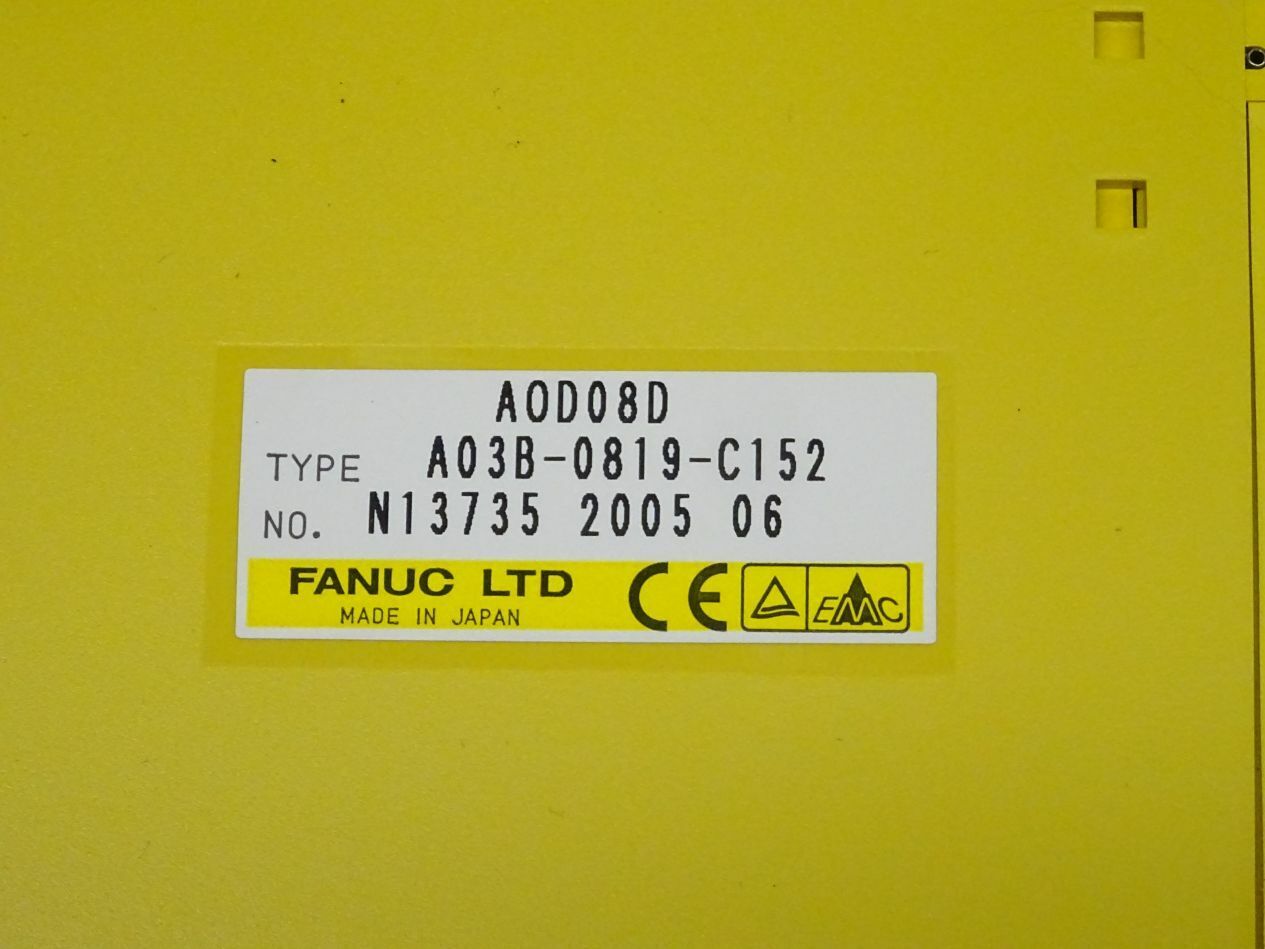 AOD08D
TYPE A03B-0819-C152
NO. N13735 2005 06
FANUC LTD
MADE IN JAPAN
CE
EMC